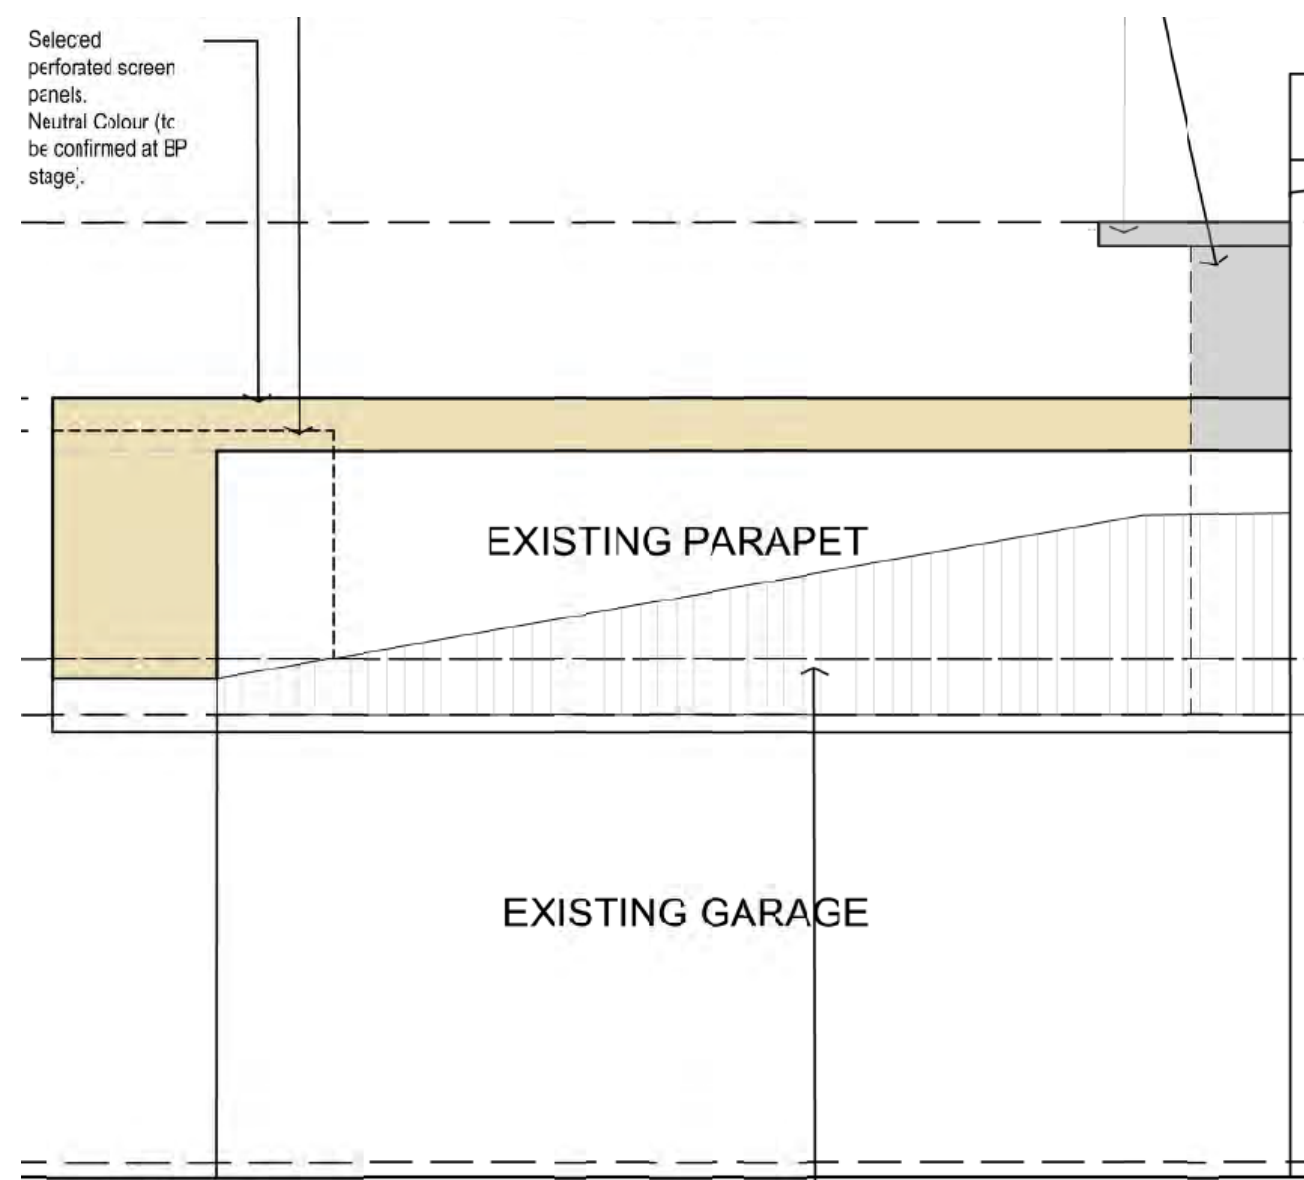 Selected
perforated screen
panels.
Neutral Colour (to
be confirmed at BP
stage).
EXISTING PARAPET
EXISTING GARAGE